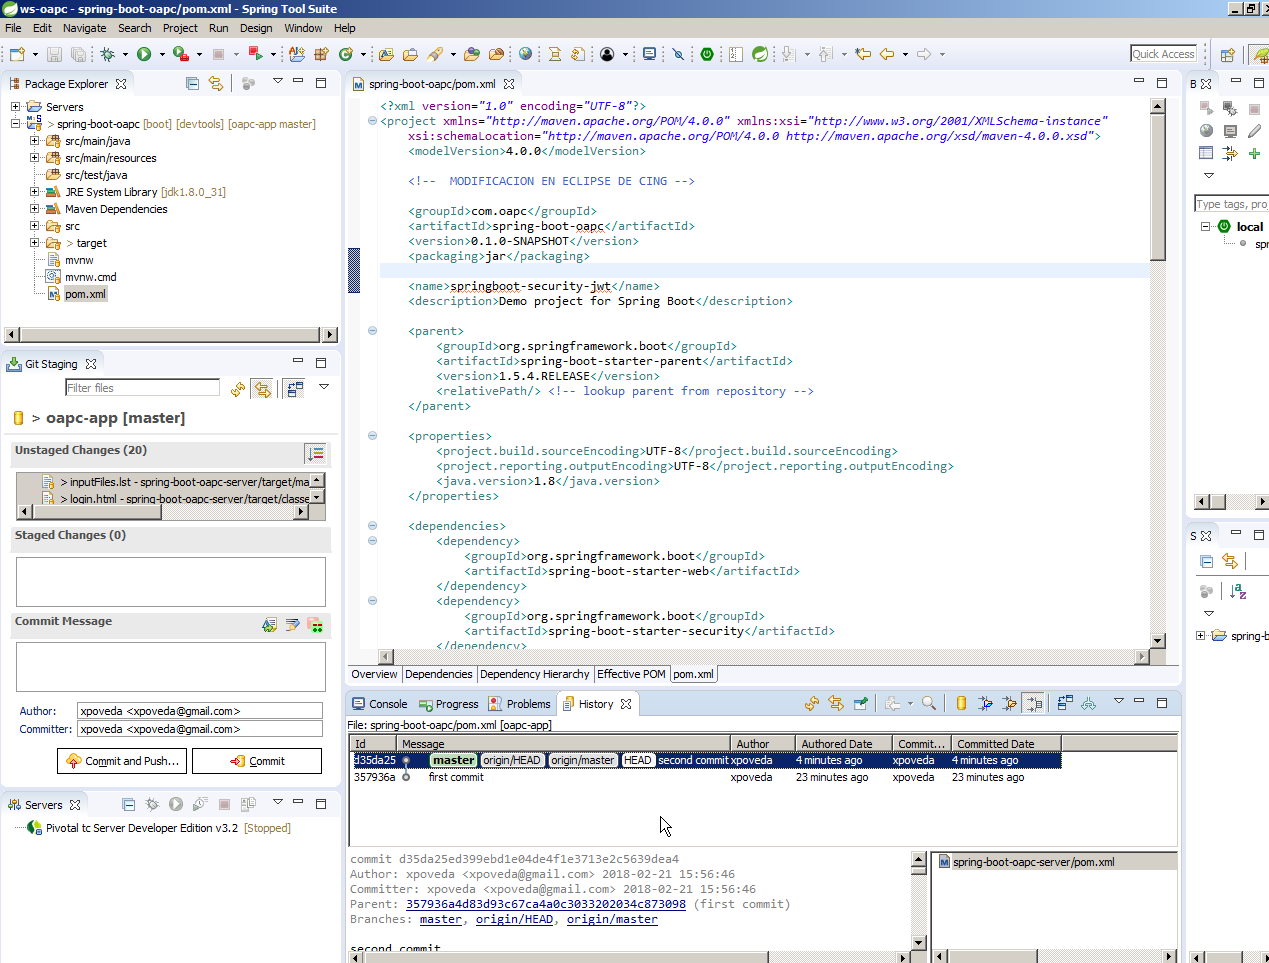 ws-oapc - spring-boot-oapc/pom.xml - Spring Tool Suite
File Edit Navigate Search Project Run Design Window Help
Quick Access
Package Explorer
Servers
> spring-boot-oapc [boot] [devtools] [oapc-app master]
src/main/java
src/main/resources
src/test/java
JRE System Library [jdk1.8.0_31]
Maven Dependencies
src
> target
mvnw
mvnw.cmd
pom.xml
Git Staging
Filter files
> oapc-app [master]
Unstaged Changes (20)
> inputFiles.lst - spring-boot-oapc-server/target/ma
> login.html - spring-boot-oapc-server/target/classe
Staged Changes (0)
Commit Message
Author: xpoveda <xpoveda@gmail.com>
Committer: xpoveda <xpoveda@gmail.com>
Commit and Push... Commit
Servers
Pivotal tc Server Developer Edition v3.2 [Stopped]
spring-boot-oapc/pom.xml
<?xml version="1.0" encoding="UTF-8"?>
<project xmlns="http://maven.apache.org/POM/4.0.0" xmlns:xsi="http://www.w3.org/2001/XMLSchema-instance"
xsi:schemaLocation="http://maven.apache.org/POM/4.0.0 http://maven.apache.org/xsd/maven-4.0.0.xsd">
<modelVersion>4.0.0</modelVersion>
<!-- MODIFICACION EN ECLIPSE DE CING -->
<groupId>com.oapc</groupId>
<artifactId>spring-boot-oapc</artifactId>
<version>0.1.0-SNAPSHOT</version>
<packaging>jar</packaging>
<name>springboot-security-jwt</name>
<description>Demo project for Spring Boot</description>
<parent>
<groupId>org.springframework.boot</groupId>
<artifactId>spring-boot-starter-parent</artifactId>
<version>1.5.4.RELEASE</version>
<relativePath/> <!-- lookup parent from repository -->
</parent>
<properties>
<project.build.sourceEncoding>UTF-8</project.build.sourceEncoding>
<project.reporting.outputEncoding>UTF-8</project.reporting.outputEncoding>
<java.version>1.8</java.version>
</properties>
<dependencies>
<dependency>
<groupId>org.springframework.boot</groupId>
<artifactId>spring-boot-starter-web</artifactId>
</dependency>
<dependency>
<groupId>org.springframework.boot</groupId>
<artifactId>spring-boot-starter-security</artifactId>
</dependency>
Overview Dependencies Dependency Hierarchy Effective POM pom.xml
Console Progress Problems History
File: spring-boot-oapc/pom.xml [oapc-app]
Id Message Author Authored Date Commit... Committed Date
d35da25 master origin/HEAD origin/master HEAD second commit xpoveda 4 minutes ago xpoveda 4 minutes ago
357936a first commit xpoveda 23 minutes ago xpoveda 23 minutes ago
commit d35da25ed399ebd1e04de4f1e3713e2c5639dea4
Author: xpoveda <xpoveda@gmail.com> 2018-02-21 15:56:46
Committer: xpoveda <xpoveda@gmail.com> 2018-02-21 15:56:46
Parent: 357936a4d83d93c67ca4a0c3033202034c873098 (first commit)
Branches: master, origin/HEAD, origin/master
second commit
spring-boot-oapc-server/pom.xml
B
Type tags, proj
local
sp
S
spring-b